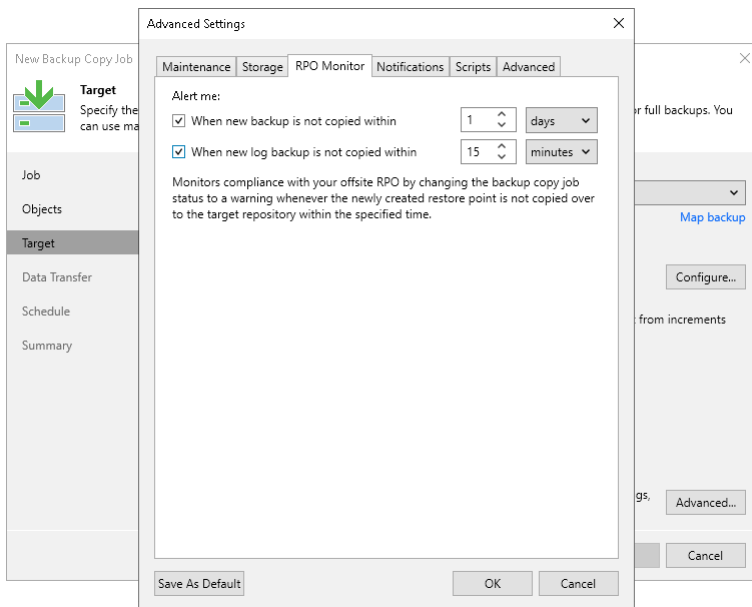 Advanced Settings
New Backup Copy Job
Target
Specify the
can use ma
or full backups. You
Job
Objects
Target
Data Transfer
Schedule
Summary
Maintenance Storage RPO Monitor Notifications Scripts Advanced
Alert me:
When new backup is not copied within 1 days
When new log backup is not copied within 15 minutes
Monitors compliance with your offsite RPO by changing the backup copy job
status to a warning whenever the newly created restore point is not copied over
to the target repository within the specified time.
Map backup
Configure...
from increments
gs,
Advanced...
Cancel
Save As Default OK Cancel